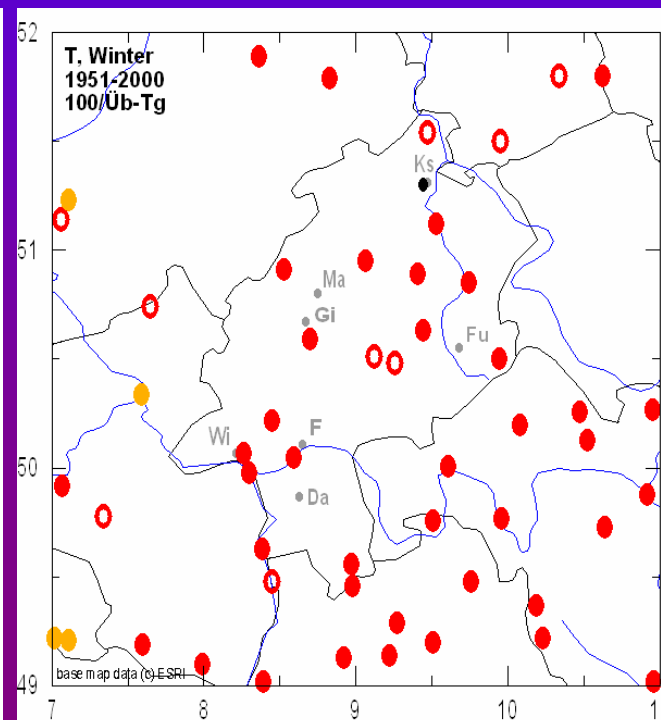 52
T, Winter
1951-2000
100/Üb-Tg
Ks
51
Ma
Gi
Fu
Wi
F
50
Da
49
base map data (c) ESRI
7
8
9
10
1